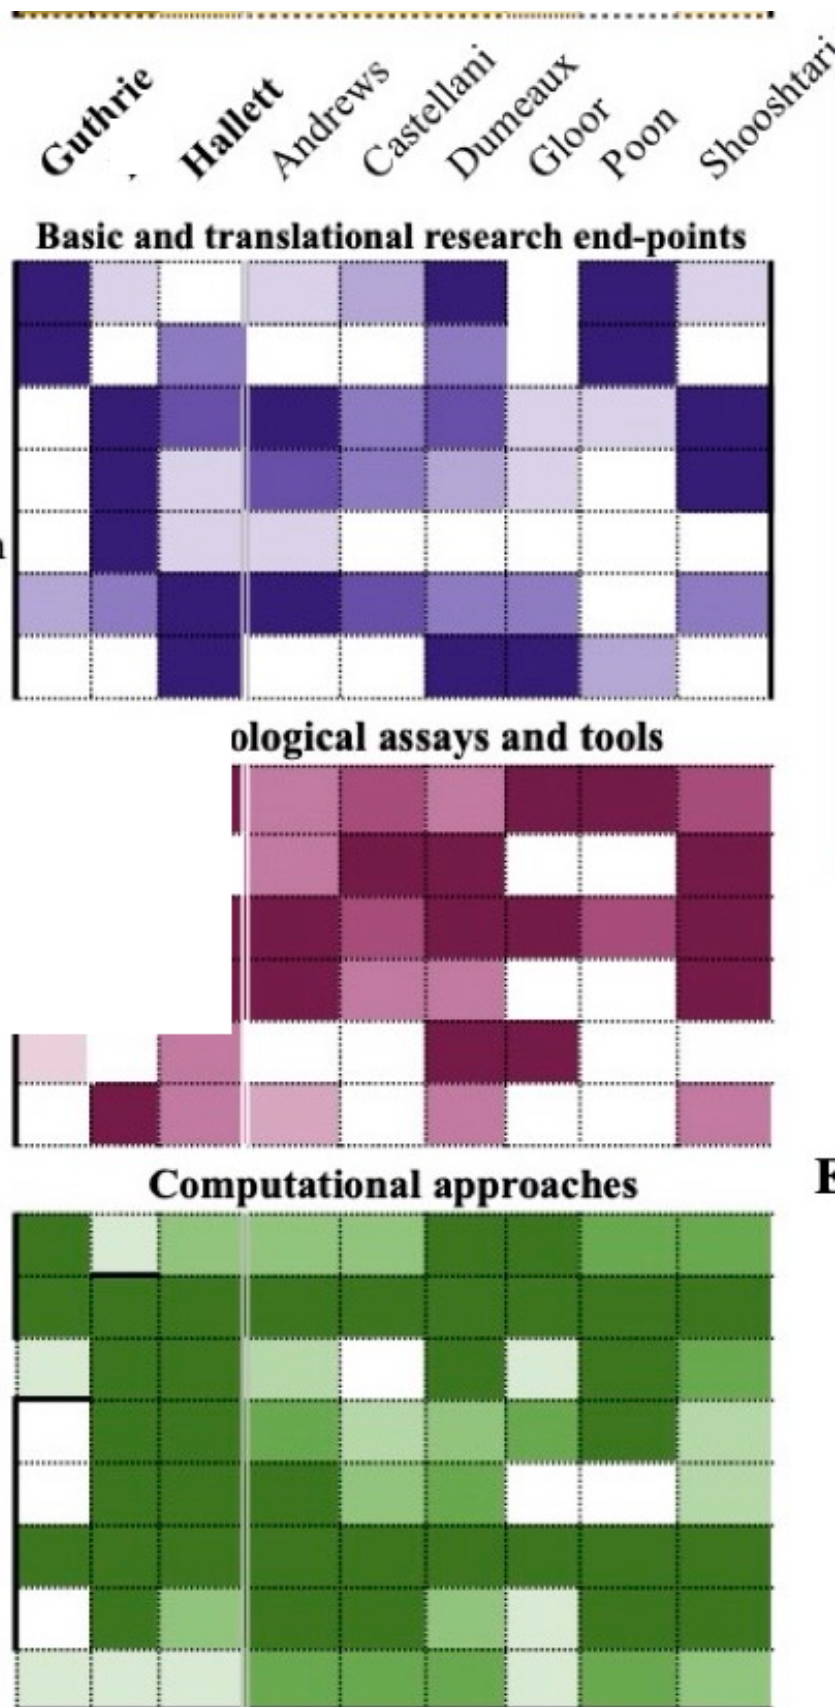 Guthrie Hallett Andrews Castellani Dumeaux Gloor Poon Shooshtari
Basic and translational research end-points
ological assays and tools
Computational approaches